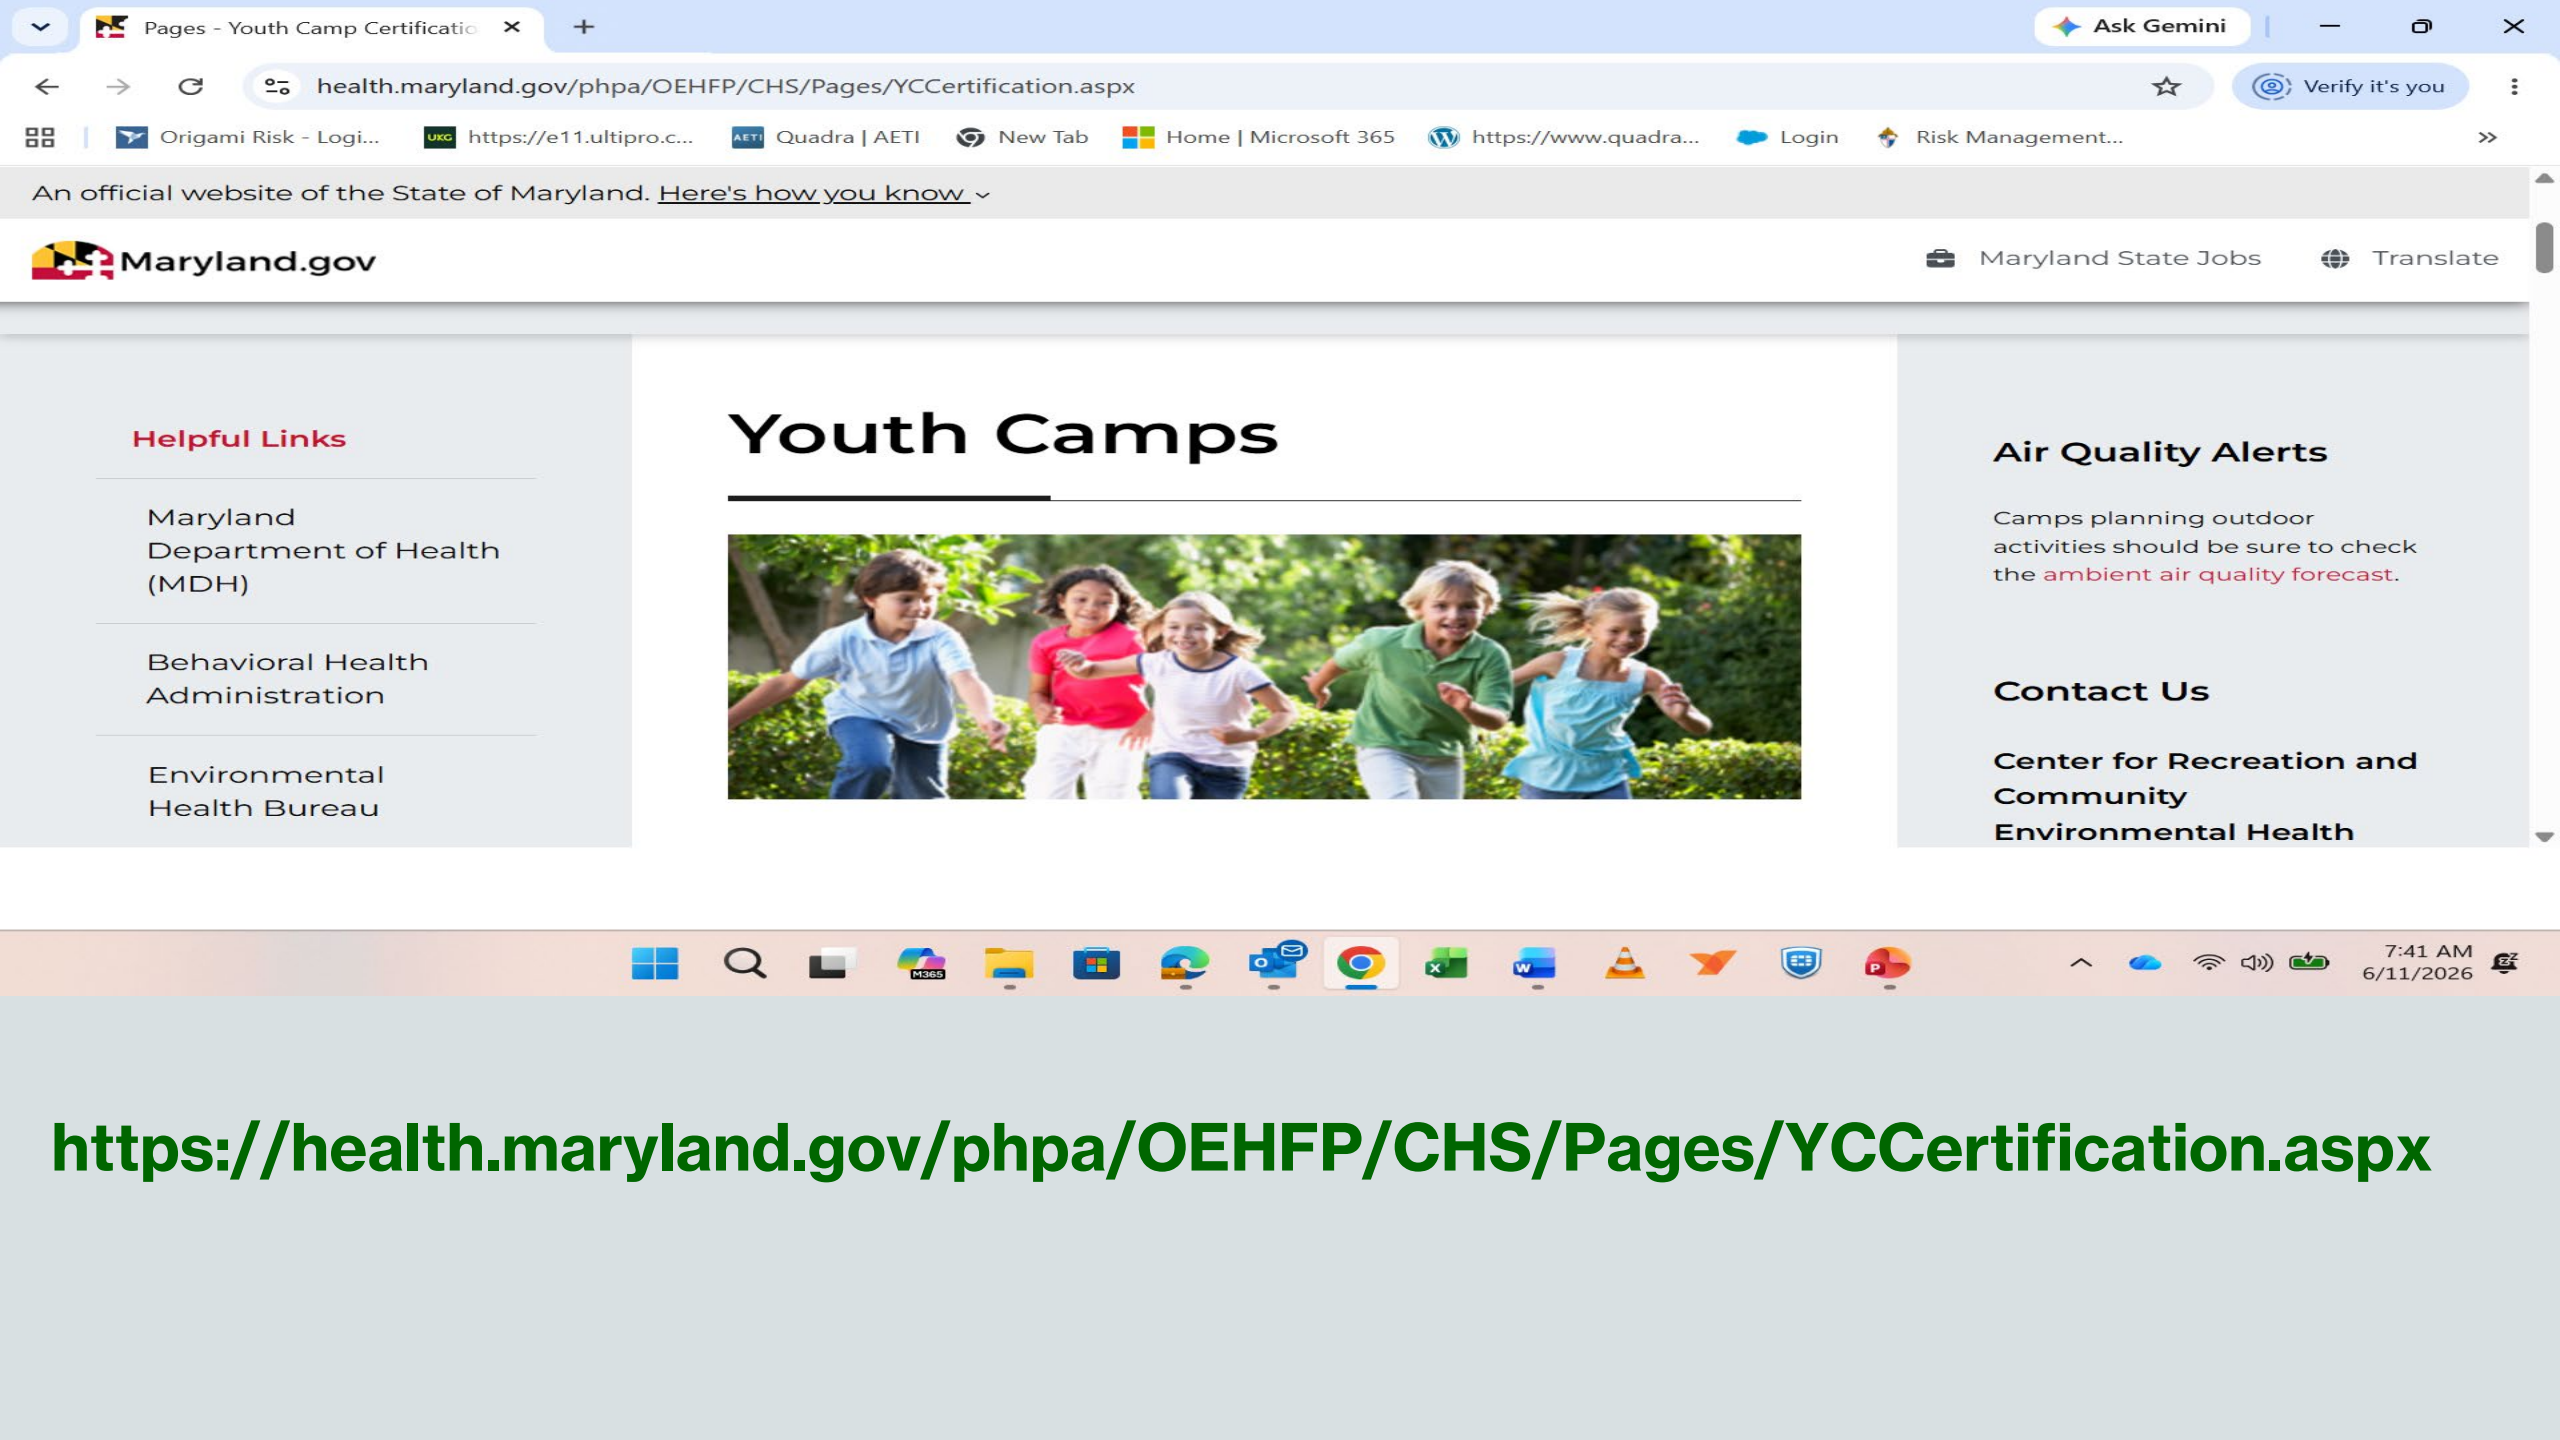 Pages - Youth Camp Certificatio
Ask Gemini
health.maryland.gov/phpa/OEHFP/CHS/Pages/YCCertification.aspx
Verify it's you
Origami Risk - Logi...
UKG
https://e11.ultipro.c...
AETI
Quadra | AETI
New Tab
Home | Microsoft 365
https://www.quadra...
Login
Risk Management...
An official website of the State of Maryland. Here's how you know
Maryland.gov
Maryland State Jobs
Translate
Helpful Links
Maryland
Department of Health
(MDH)
Behavioral Health
Administration
Environmental
Health Bureau
Youth Camps
Air Quality Alerts
Camps planning outdoor
activities should be sure to check
the ambient air quality forecast.
Contact Us
Center for Recreation and
Community
Environmental Health
M365
7:41 AM
6/11/2026
https://health.maryland.gov/phpa/OEHFP/CHS/Pages/YCCertification.aspx